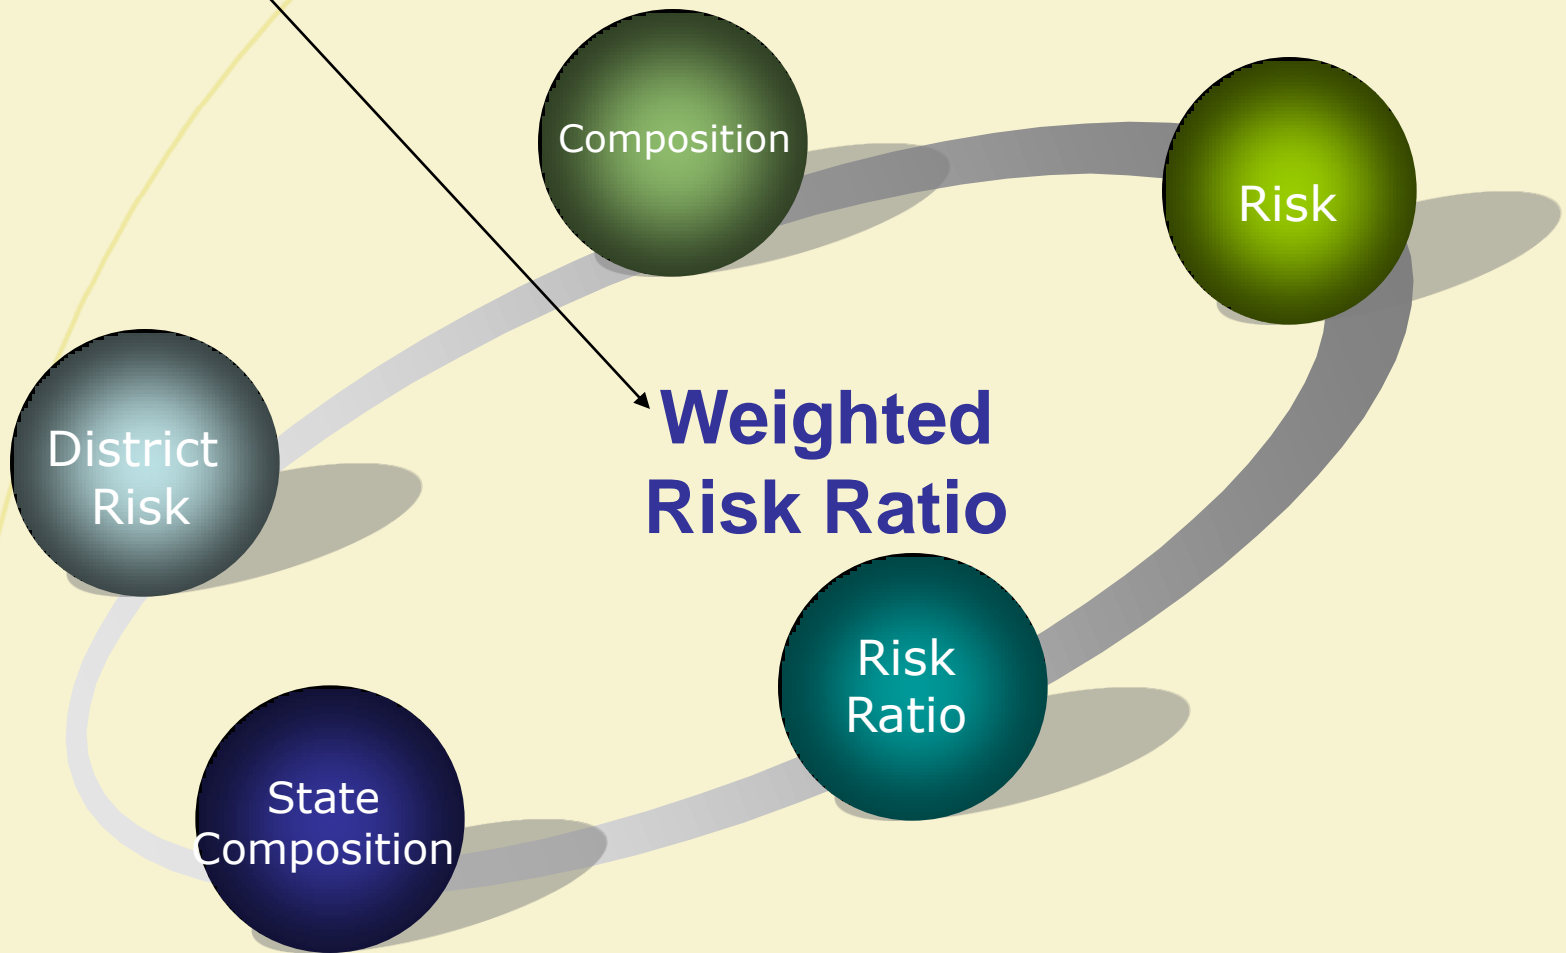 Composition
Risk
District
Risk
Weighted
Risk Ratio
Risk
Ratio
State
Composition